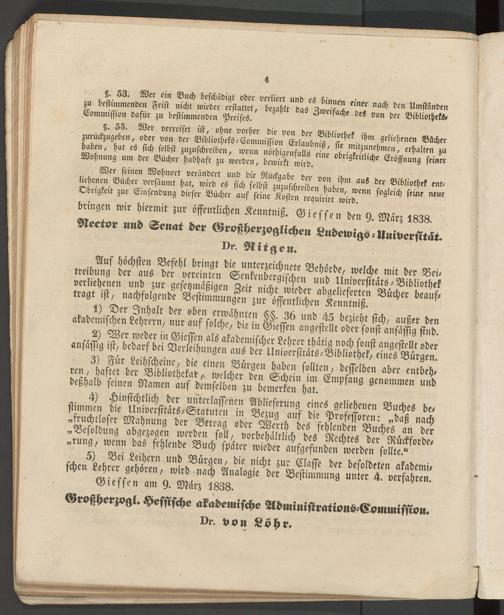 4
§. 53. Wer ein Buch beschädigt oder verliert und es binnen einer nach den Umständen
zu bestimmenden Frist nicht wieder erstattet, bezahlt das Zweifache des von der Bibliotheks-
Commission dafür zu bestimmenden Preises.
§. 55. Wer verreiset ist, ohne vorher die von der Bibliothek ihm geliehenen Bücher
zurückzugeben, oder von der Bibliotheks-Commission Erlaubniß, sie mitzunehmen, erhalten zu
haben, hat es sich selbst zuzuschreiben, wenn nöthigenfalls eine obrigkeitliche Eröffnung seiner
Wohnung um der Bücher habhaft zu werden, bewirkt wird.
Wer seinen Wohnort verändert und die Rückgabe der von ihm aus der Bibliothek ent-
liehenen Bücher versäumt hat, wird es sich selbst zuzuschreiben haben, wenn sogleich seine neue
Obrigkeit zur Einsendung dieser Bücher auf seine Kosten requirirt wird.
bringen wir hiermit zur öffentlichen Kenntniß. Giessen den 9. März 1838.
Rector und Senat der Großherzoglichen Ludewigs-Universität.
Dr. Ritgen.
Auf höchsten Befehl bringt die unterzeichnete Behörde, welche mit der Bei-
treibung der aus der vereinten Senkenbergischen und Universitäts-Bibliothek
verliehenen und zur gesetzmäßigen Zeit nicht wieder abgelieferten Bücher beauf-
tragt ist, nachfolgende Bestimmungen zur öffentlichen Kenntniß.
1) Der Inhalt der oben erwähnten §§. 36 und 45 bezieht sich, außer den
akademischen Lehrern, nur auf solche, die in Giessen angestellt oder sonst ansäßig sind.
2) Wer weder in Giessen als akademischer Lehrer thätig noch sonst angestellt oder
ansäßig ist, bedarf bei Verleihungen aus der Universitäts-Bibliothek, eines Bürgen.
3) Für Leihscheine, die einen Bürgen haben sollten, desselben aber entbeh-
ren, haftet der Bibliothekar, welcher den Schein im Empfang genommen und
deßhalb seinen Namen auf demselben zu bemerken hat.
4) Hinsichtlich der unterlassenen Ablieferung eines geliehenen Buches be-
stimmen die Universitäts-Statuten in Bezug auf die Professoren: „daß nach
„fruchtloser Mahnung der Betrag oder Werth des fehlenden Buches an der
„Besoldung abgezogen werden soll, vorbehältlich des Rechtes der Rückforde-
„rung, wenn das fehlende Buch später wieder aufgefunden werden sollte.“
5) Bei Leihern und Bürgen, die nicht zur Classe der besoldeten akademi-
schen Lehrer gehören, wird nach Analogie der Bestimmung unter 4. verfahren.
Giessen am 9. März 1838.
Großherzogl. Hessische akademische Administrations-Commission.
Dr. von Löhr.